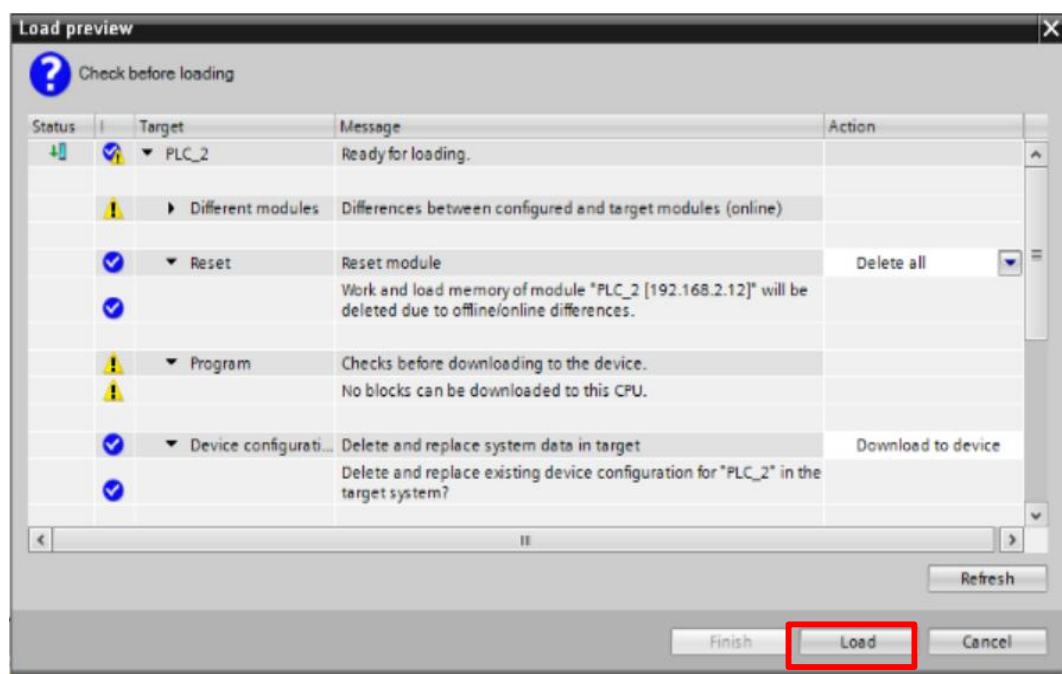 Load preview
Check before loading
Status ! Target Message Action
PLC_2 Ready for loading.
Different modules Differences between configured and target modules (online)
Reset Reset module Delete all
Work and load memory of module "PLC_2 [192.168.2.12]" will be
deleted due to offline/online differences.
Program Checks before downloading to the device.
No blocks can be downloaded to this CPU.
Device configurati... Delete and replace system data in target Download to device
Delete and replace existing device configuration for "PLC_2" in the
target system?
Refresh
Finish Load Cancel